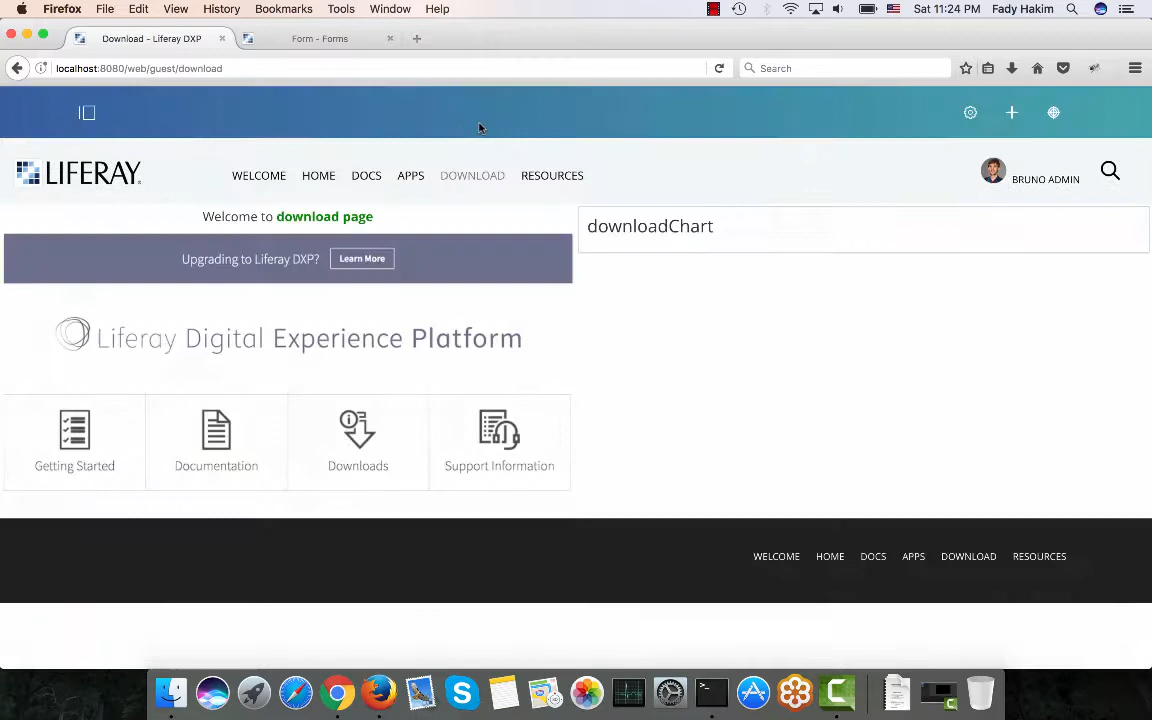 Firefox File Edit View History Bookmarks Tools Window Help Sat 11:24 PM Fady Hakim
Download - Liferay DXP Form - Forms
localhost:8080/web/guest/download Search
LIFERAY. WELCOME HOME DOCS APPS DOWNLOAD RESOURCES BRUNO ADMIN
Welcome to download page
downloadChart
Upgrading to Liferay DXP? Learn More
Liferay Digital Experience Platform
Getting Started Documentation Downloads Support Information
WELCOME HOME DOCS APPS DOWNLOAD RESOURCES